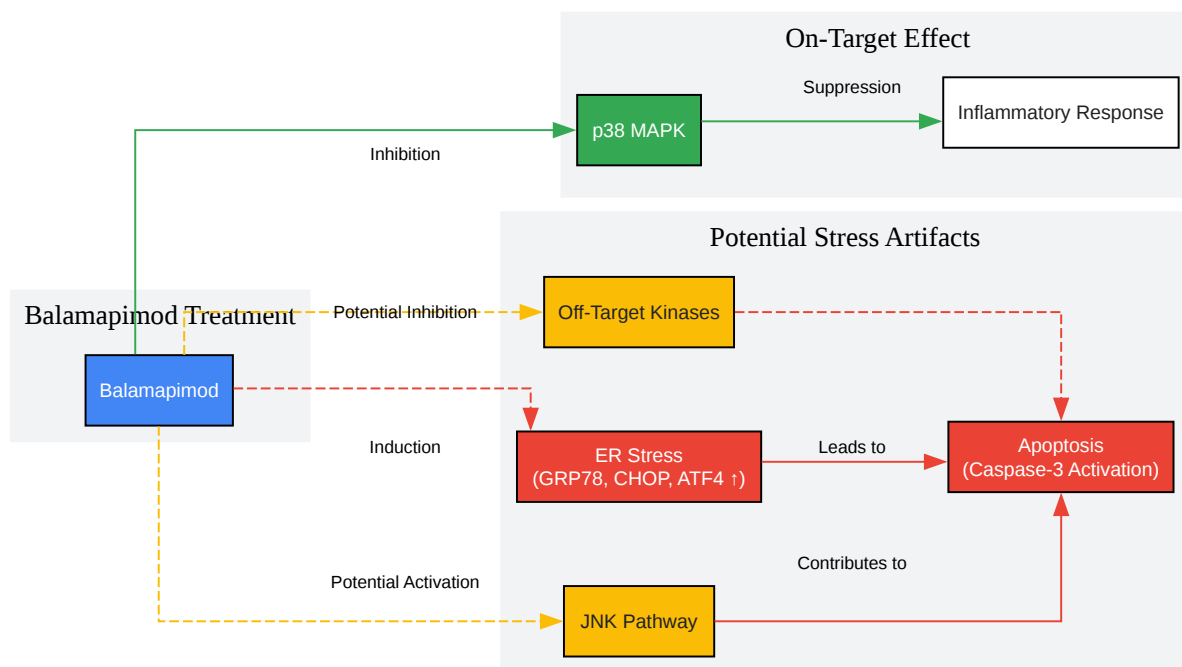 On-Target Effect
Suppression
p38 MAPK
Inflammatory Response
Inhibition
Potential Stress Artifacts
Balamapimod Treatment
Potential Inhibition
Off-Target Kinases
Balamapimod
Induction
ER Stress
(GRP78, CHOP, ATF4 ↑)
Leads to
Apoptosis
(Caspase-3 Activation)
Contributes to
Potential Activation
JNK Pathway